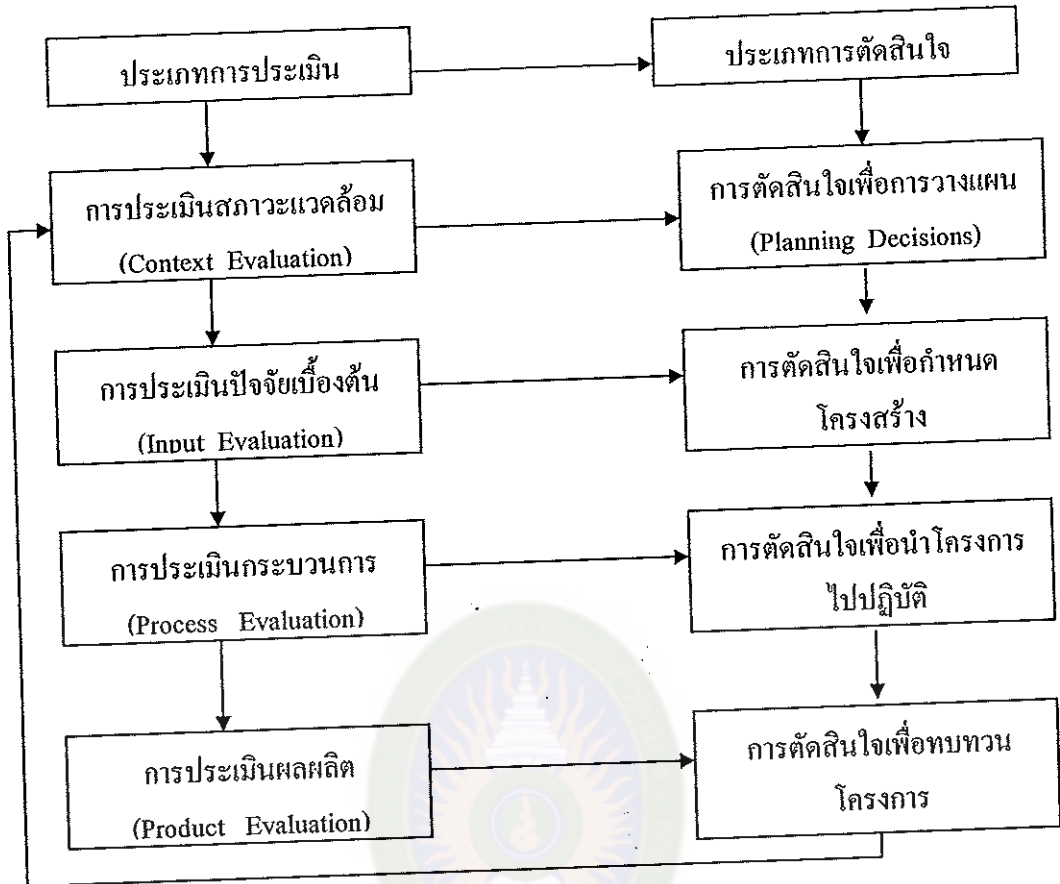 ประเภทการประเมิน
ประเภทการตัดสินใจ
การประเมินสภาวะแวดล้อม
(Context Evaluation)
การตัดสินใจเพื่อการวางแผน
(Planning Decisions)
การประเมินปัจจัยเบื้องต้น
(Input Evaluation)
การตัดสินใจเพื่อกำหนด
โครงสร้าง
การประเมินกระบวนการ
(Process Evaluation)
การตัดสินใจเพื่อนำโครงการ
ไปปฏิบัติ
การประเมินผลผลิต
(Product Evaluation)
การตัดสินใจเพื่อทบทวน
โครงการ